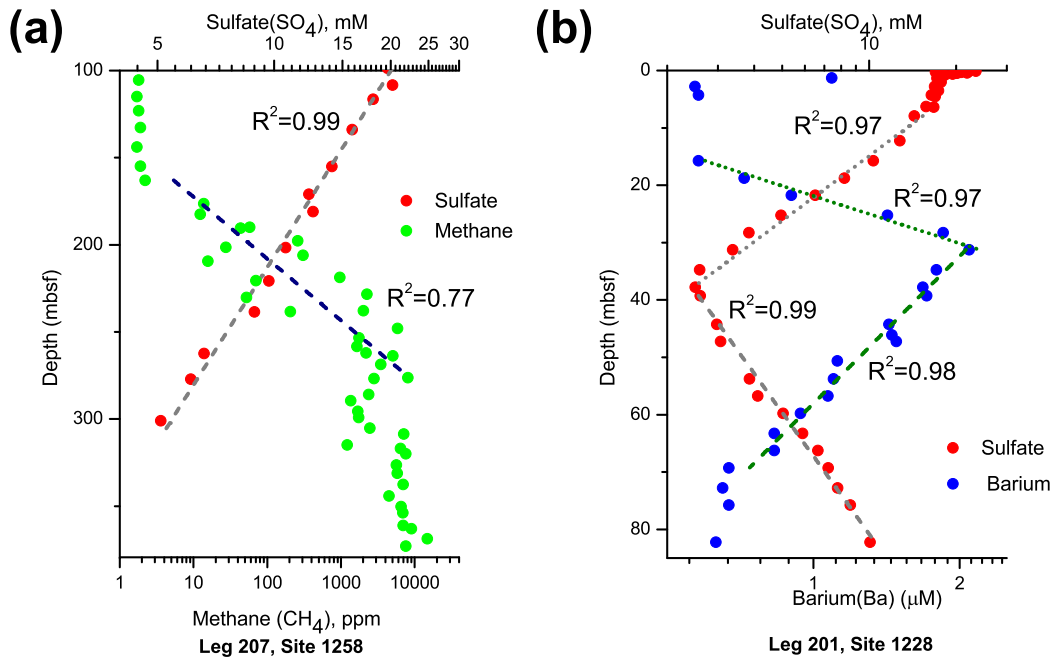 (a)
Sulfate(SO4), mM
5 10 15 20 25 30
100
200
300
Depth (mbsf)
R2=0.99
Sulfate
Methane
R2=0.77
1 10 100 1000 10000
Methane (CH4), ppm
Leg 207, Site 1258
(b)
Sulfate(SO4), mM
10
0
20
40
60
80
Depth (mbsf)
R2=0.97
R2=0.97
R2=0.99
R2=0.98
Sulfate
Barium
1 2
Barium(Ba) (μM)
Leg 201, Site 1228